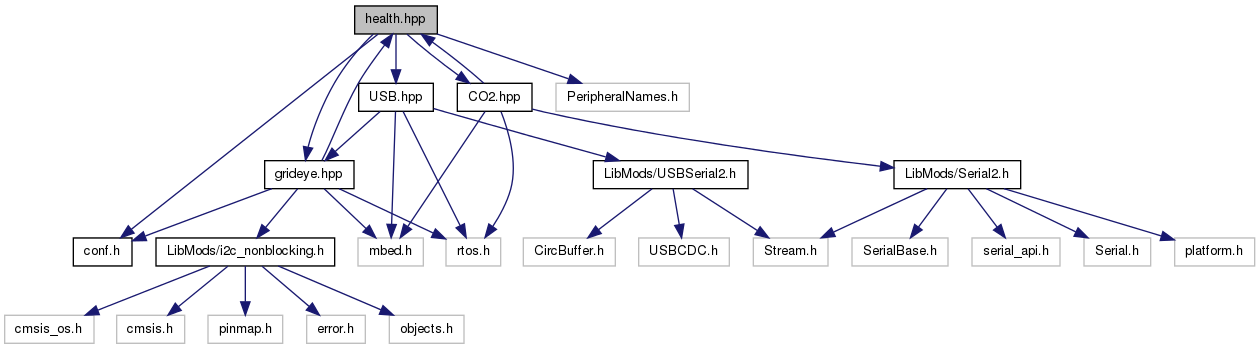 health.hpp
USB.hpp
CO2.hpp
PeripheralNames.h
grideye.hpp
LibMods/USBSerial2.h
LibMods/Serial2.h
conf.h
LibMods/i2c_nonblocking.h
mbed.h
rtos.h
CircBuffer.h
USBCDC.h
Stream.h
SerialBase.h
serial_api.h
Serial.h
platform.h
cmsis_os.h
cmsis.h
pinmap.h
error.h
objects.h